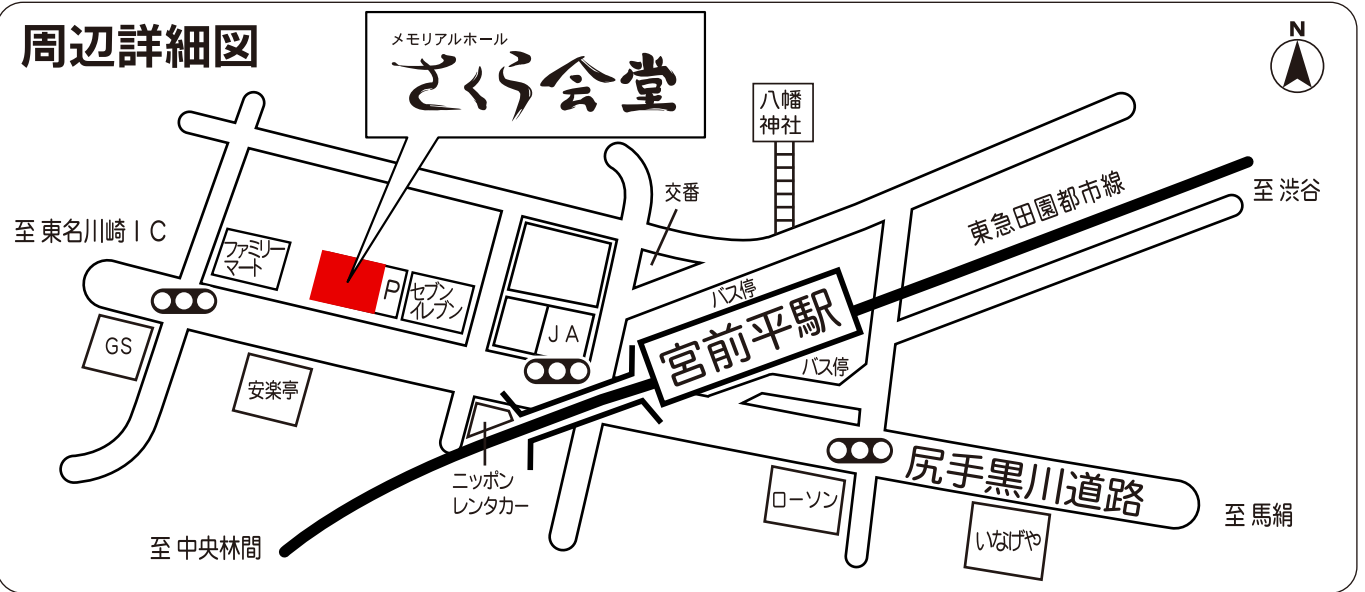 周辺詳細図
メモリアルホール
さくら会堂
N
八幡
神社
交番
東急田園都市線
至 渋谷
至 東名川崎IC
ファミリー
マート
P
セブン
イレブン
バス停
宮前平駅
JA
GS
バス停
安楽亭
尻手黒川道路
ニッポン
レンタカー
ローソン
至 馬絹
いなげや
至 中央林間